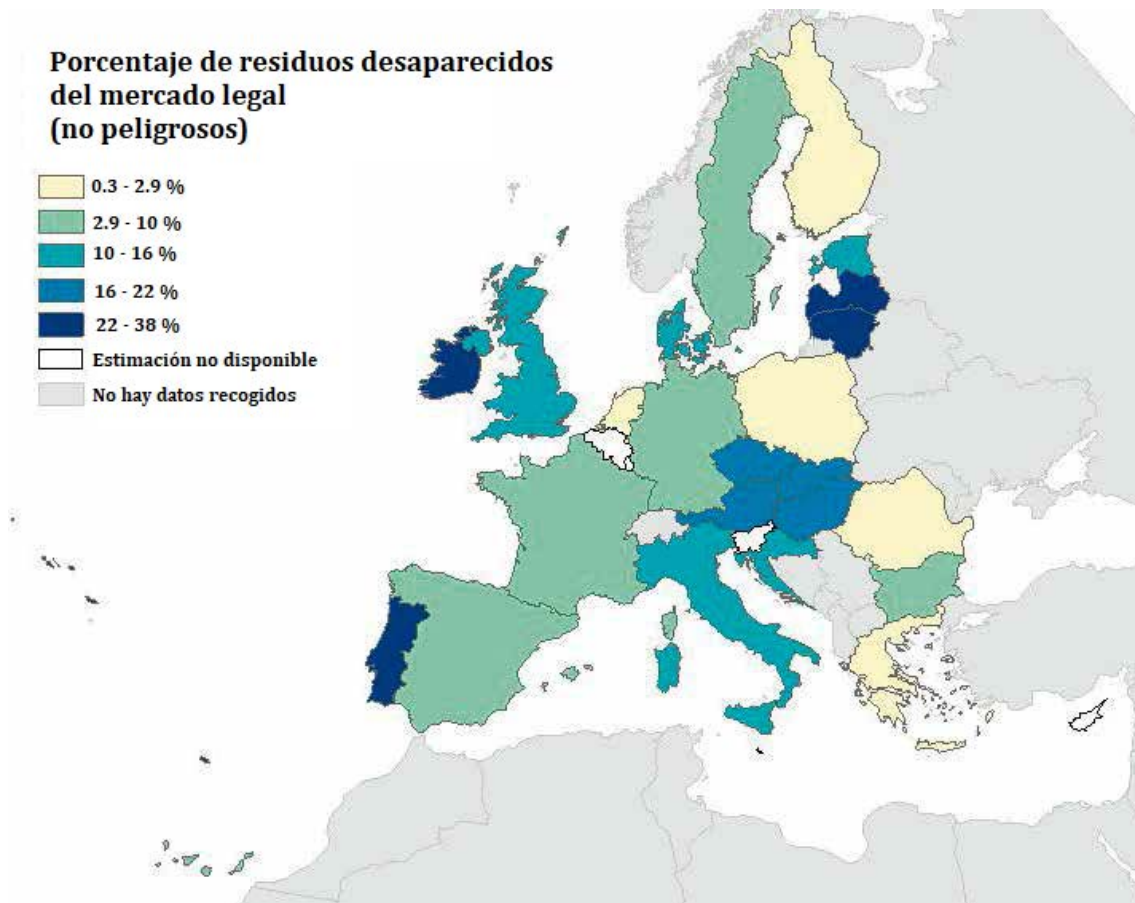 Porcentaje de residuos desaparecidos
del mercado legal
(no peligrosos)
0.3 - 2.9 %
2.9 - 10 %
10 - 16 %
16 - 22 %
22 - 38 %
Estimación no disponible
No hay datos recogidos